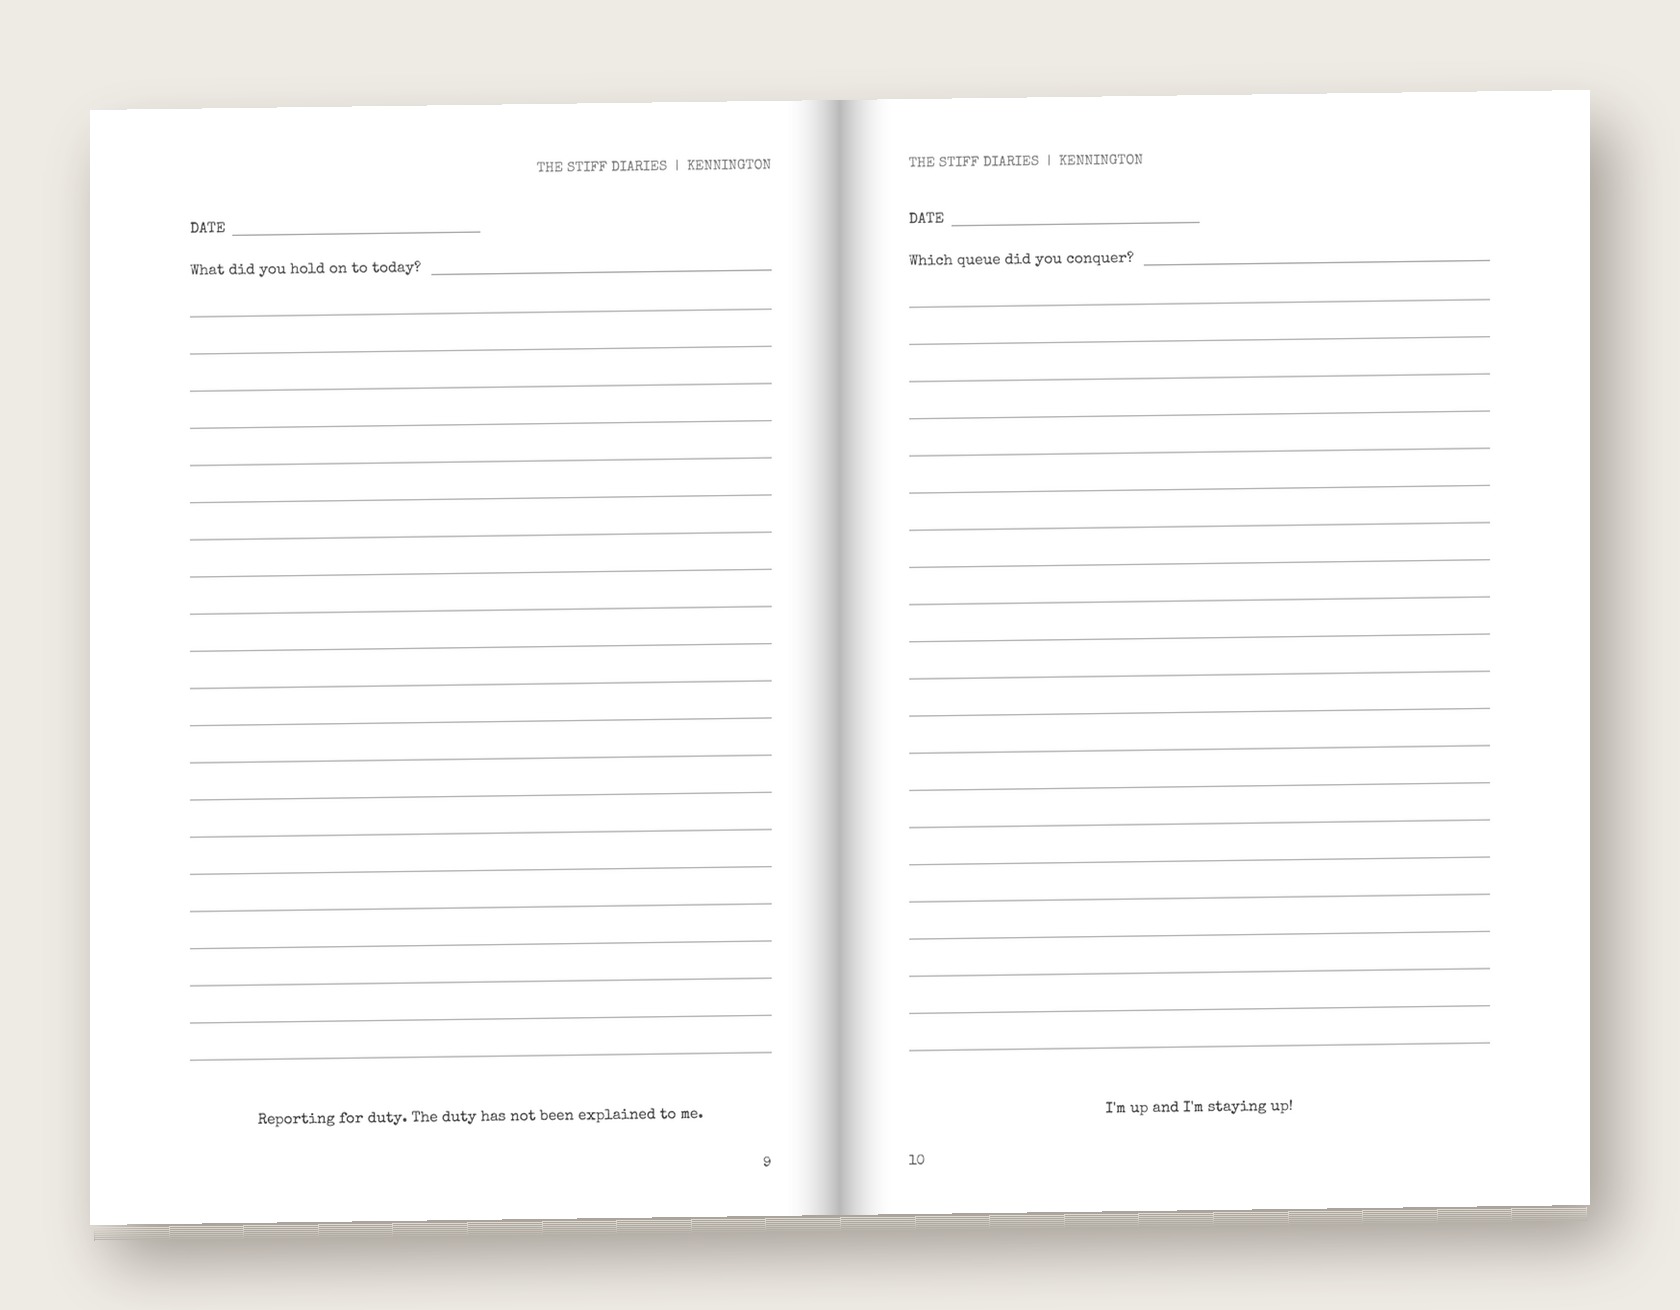 THE STIFF DIARIES | KENNINGTON
DATE
What did you hold on to today?
Reporting for duty. The duty has not been explained to me.
9
THE STIFF DIARIES | KENNINGTON
DATE
Which queue did you conquer?
I'm up and I'm staying up!
10